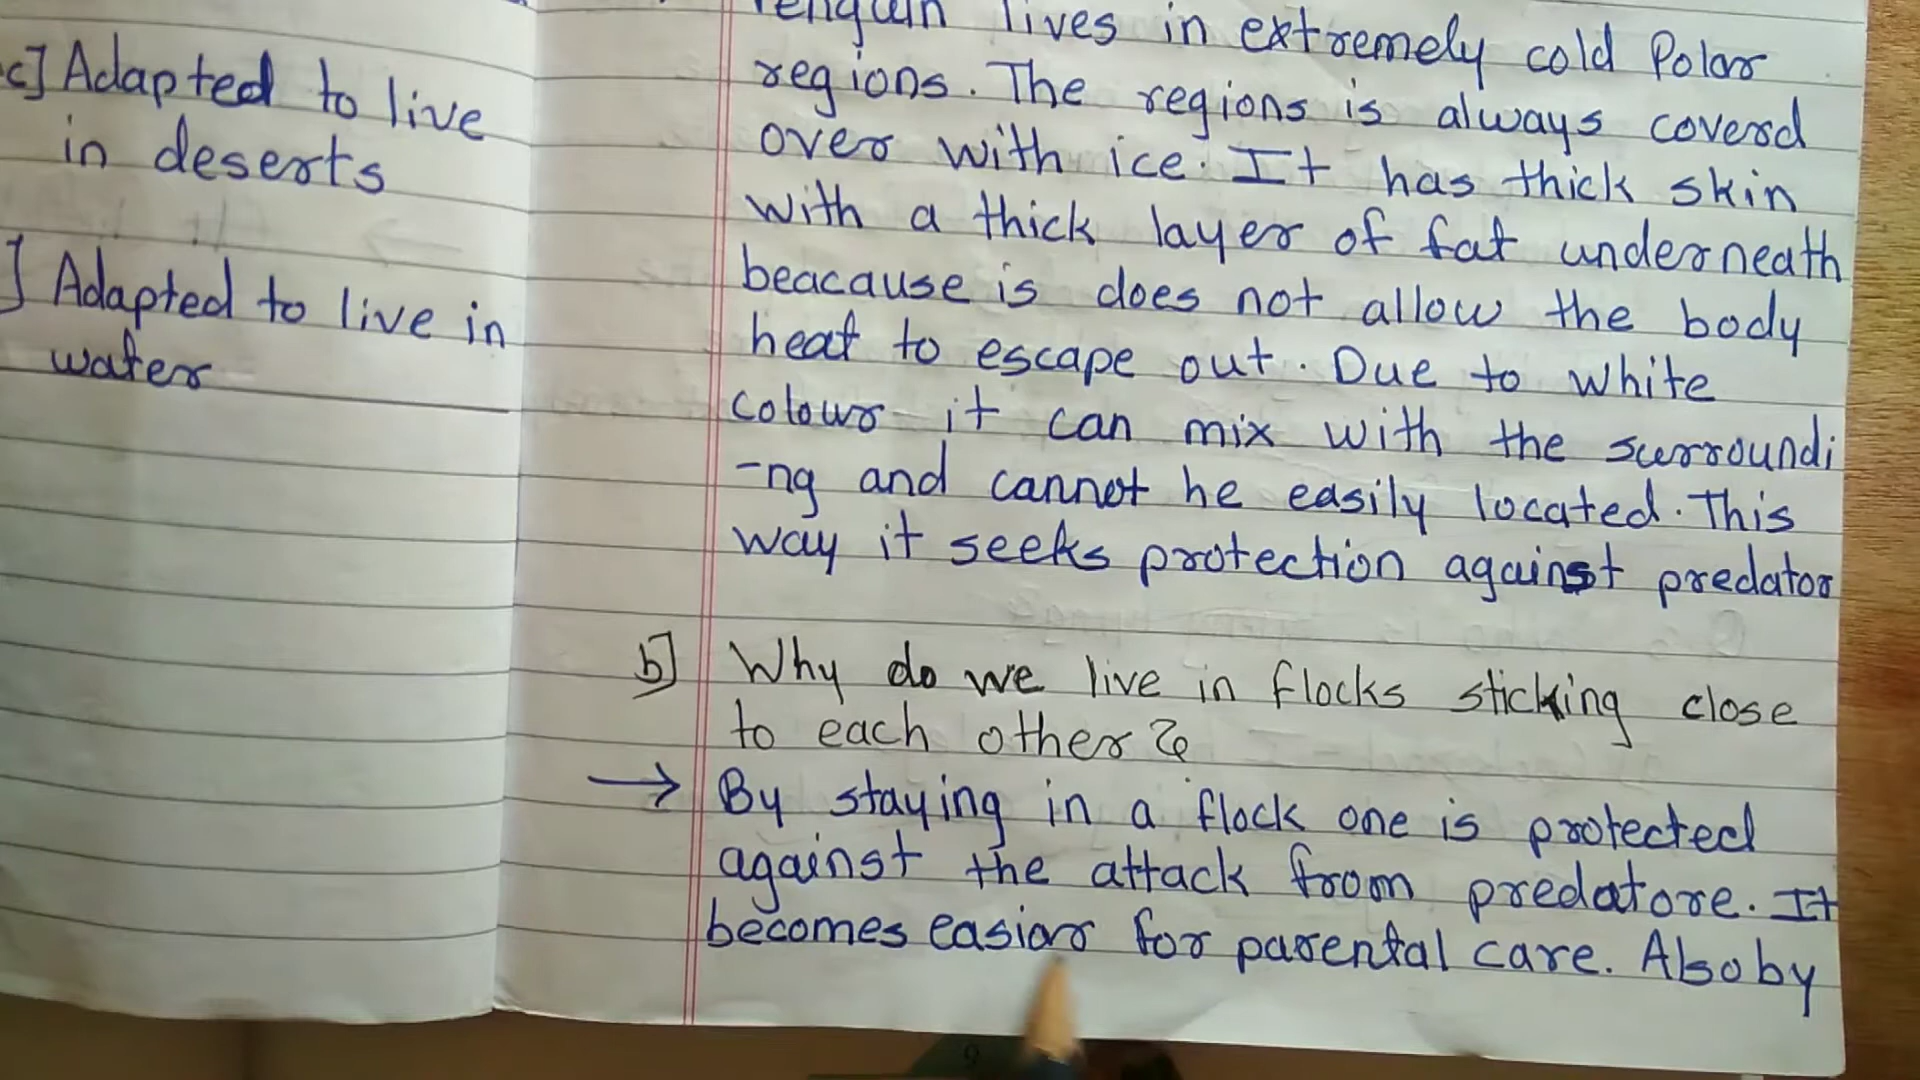 c] Adapted to live
in deserts
] Adapted to live in
water
Penguin lives in extremely cold Polar
regions. The regions is always coverd
over with ice. It has thick skin
with a thick layer of fat underneath
beacause is does not allow the body
heat to escape out. Due to white
colour it can mix with the surroundi
-ng and cannot he easily located. This
way it seeks protection against predator
b] Why do we live in flocks sticking close
to each other?
→ By staying in a flock one is protected
against the attack from predatore. It
becomes easiar for parental care. Also by